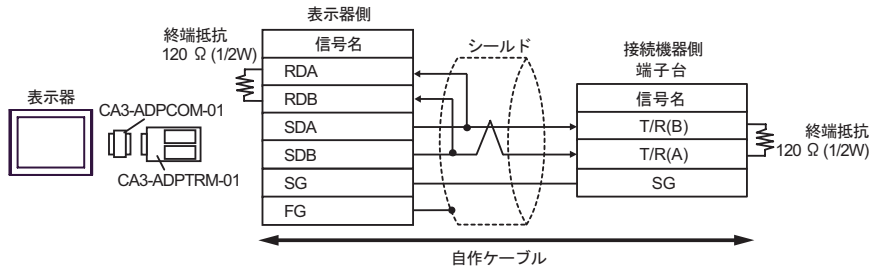 表示器側
終端抵抗
120 Ω (1/2W)
信号名
RDA
RDB
SDA
SDB
SG
FG
シールド
接続機器側
端子台
信号名
T/R(B)
T/R(A)
SG
終端抵抗
120 Ω (1/2W)
表示器
CA3-ADPCOM-01
CA3-ADPTRM-01
自作ケーブル